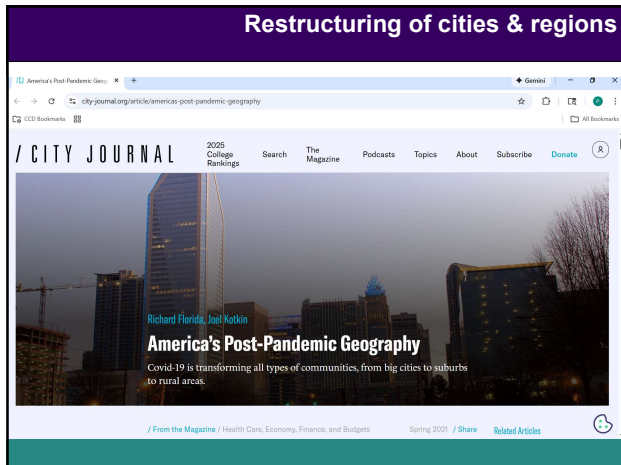 Restructuring of cities & regions
America's Post-Pandemic Geog
Gemini
city-journal.org/article/americas-post-pandemic-geography
P
CCD Bookmarks
All Bookmarks
/ CITY JOURNAL
2025 College Rankings
Search
The Magazine
Podcasts
Topics
About
Subscribe
Donate
Richard Florida, Joel Kotkin
America's Post-Pandemic Geography
Covid-19 is transforming all types of communities, from big cities to suburbs
to rural areas.
/ From the Magazine / Health Care, Economy, Finance, and Budgets
Spring 2021
/ Share
Related Articles